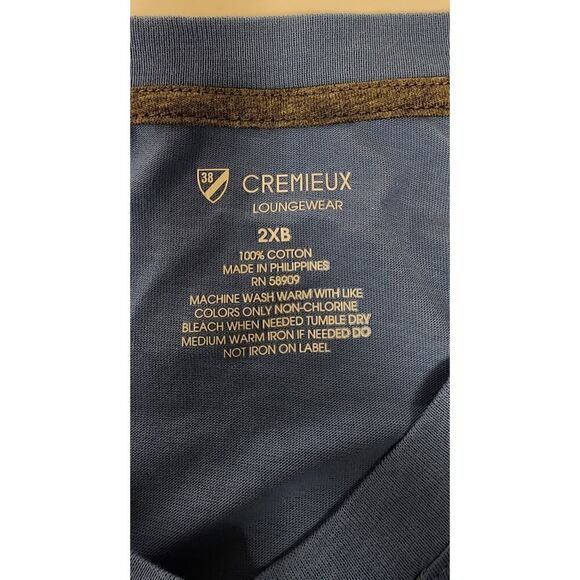 38
CREMIEUX
LOUNGEWEAR
2XB
100% COTTON
MADE IN PHILIPPINES
RN 58909
MACHINE WASH WARM WITH LIKE
COLORS ONLY NON-CHLORINE
BLEACH WHEN NEEDED TUMBLE DRY
MEDIUM WARM IRON IF NEEDED DO
NOT IRON ON LABEL